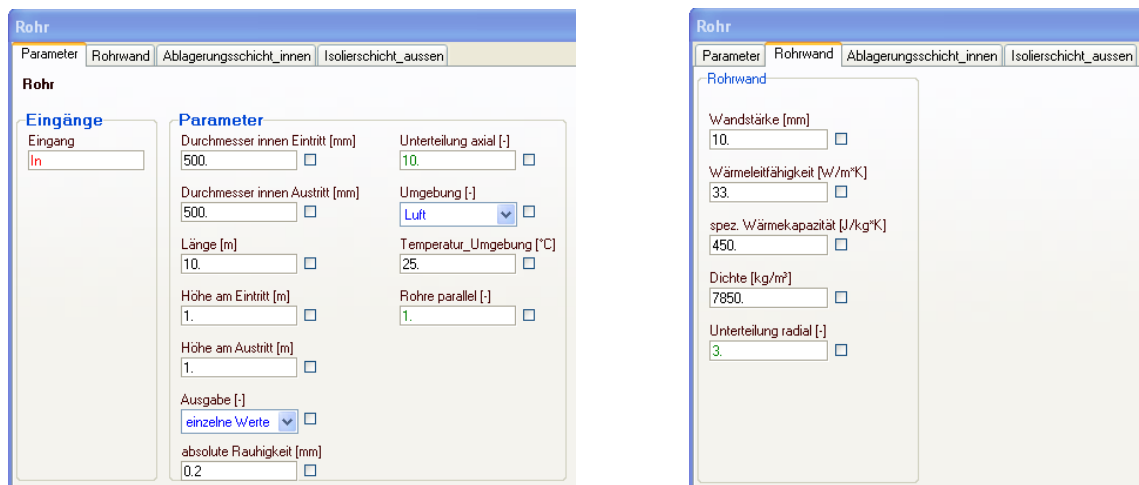 Rohr
Parameter Rohrwand Ablagerungsschicht_innen Isolierschicht_aussen
Rohr
Eingänge
Eingang
In
Parameter
Durchmesser innen Eintritt [mm]
500.
Durchmesser innen Austritt [mm]
500.
Länge [m]
10.
Höhe am Eintritt [m]
1.
Höhe am Austritt [m]
1.
Ausgabe [-]
einzelne Werte
absolute Rauhigkeit [mm]
0.2
Unterteilung axial [-]
10.
Umgebung [-]
Luft
Temperatur_Umgebung [°C]
25.
Rohre parallel [-]
1.
Rohr
Parameter Rohrwand Ablagerungsschicht_innen Isolierschicht_aussen
Rohrwand
Wandstärke [mm]
10.
Wärmeleitfähigkeit [W/m*K]
33.
spez. Wärmekapazität [J/kg*K]
450.
Dichte [kg/m³]
7850.
Unterteilung radial [-]
3.